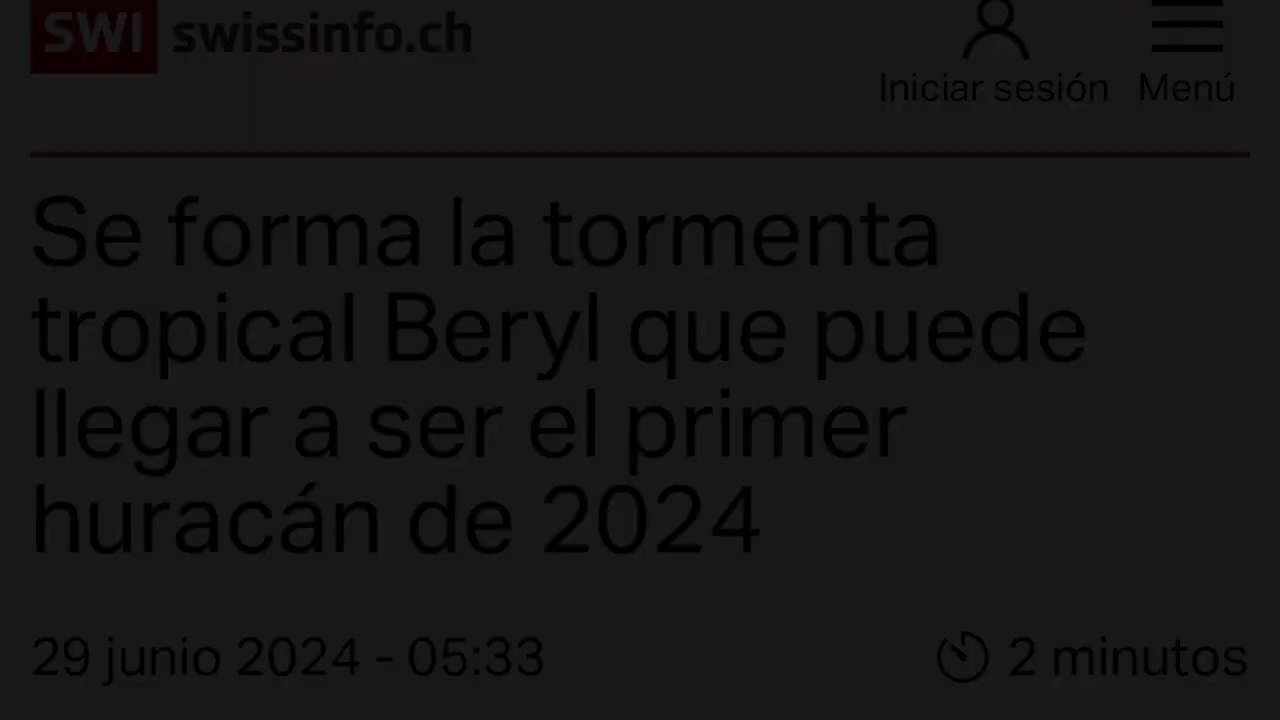 SWI swissinfo.ch
Iniciar sesión Menú
Se forma la tormenta
tropical Beryl que puede
llegar a ser el primer
huracán de 2024
29 junio 2024 - 05:33
2 minutos